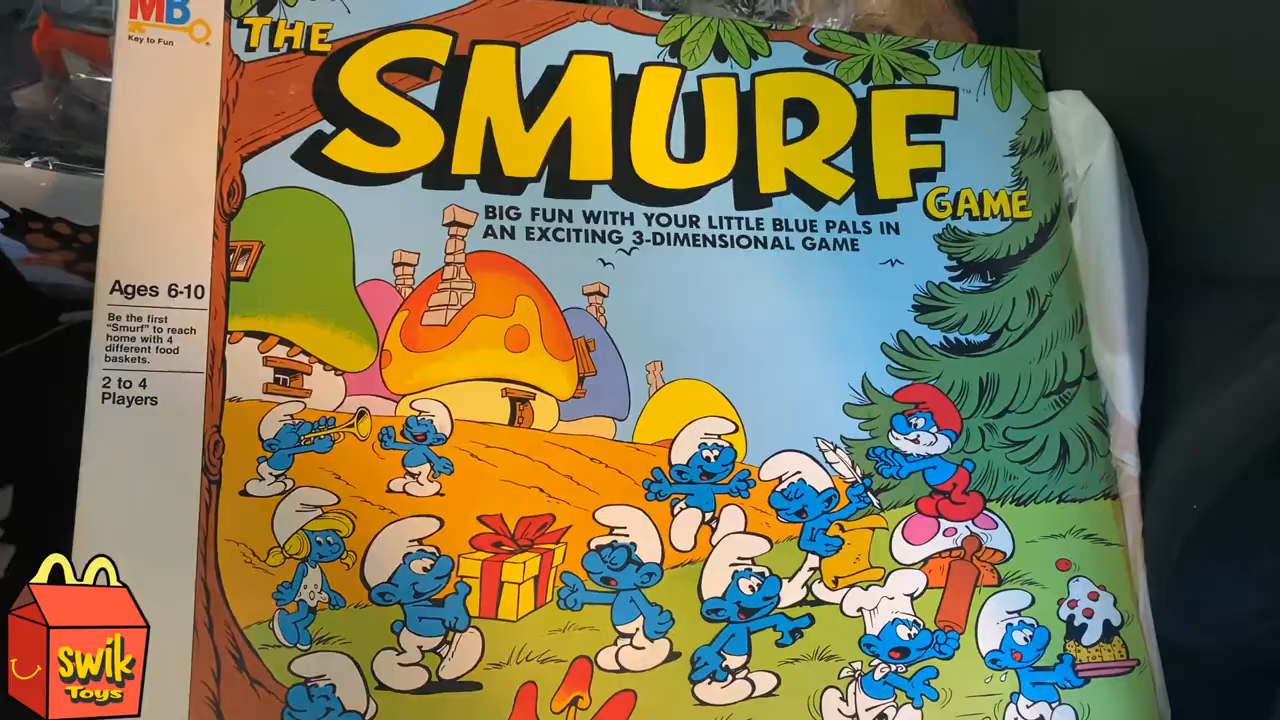 MB
Key to Fun
THE
SMURF
GAME
BIG FUN WITH YOUR LITTLE BLUE PALS IN
AN EXCITING 3-DIMENSIONAL GAME
Ages 6-10
Be the first
"Smurf" to reach
home with 4
different food
baskets.
2 to 4
Players
swik
Toys